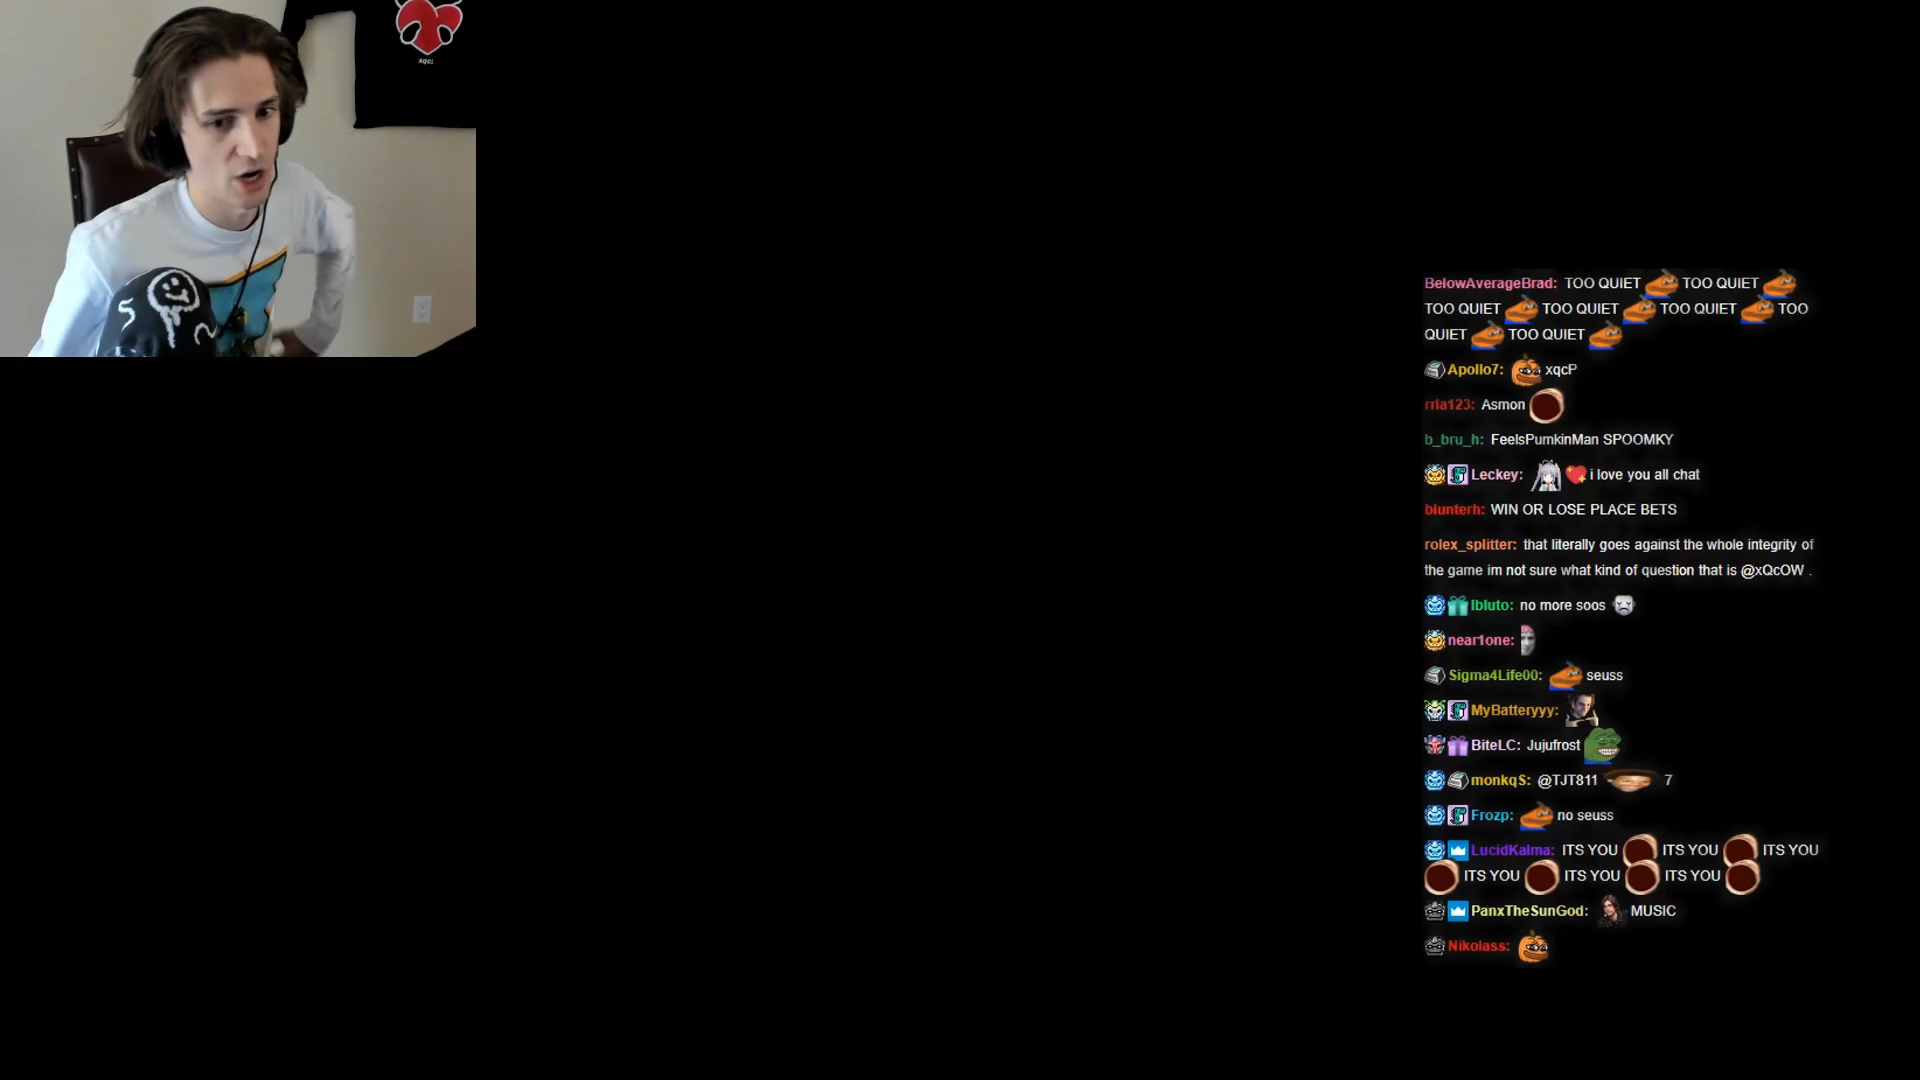 xqc
BelowAverageBrad: TOO QUIET TOO QUIET
TOO QUIET TOO QUIET TOO QUIET TOO
QUIET TOO QUIET
Apollo7: xqcP
rrla123: Asmon
b_bru_h: FeelsPumkinMan SPOOMKY
Leckey: i love you all chat
blunterh: WIN OR LOSE PLACE BETS
rolex_splitter: that literally goes against the whole integrity of
the game im not sure what kind of question that is @xQcOW .
lbluto: no more soos
near1one:
Sigma4Life00: seuss
MyBatteryyy:
BiteLC: Jujufrost
monkqS: @TJT811 7
Frozp: no seuss
LucidKalma: ITS YOU ITS YOU ITS YOU
ITS YOU ITS YOU ITS YOU
PanxTheSunGod: MUSIC
Nikolass: